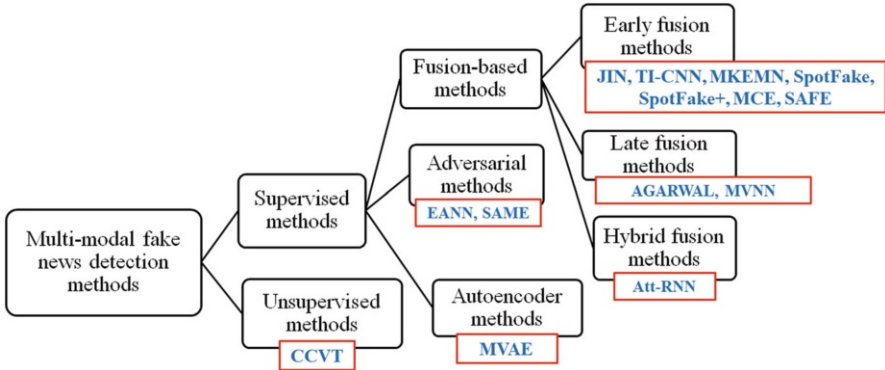 Multi-modal fake
news detection
methods
Supervised
methods
Unsupervised
methods
CCVT
Fusion-based
methods
Adversarial
methods
EANN, SAME
Autoencoder
methods
MVAE
Early fusion
methods
JIN, TI-CNN, MKEMN, SpotFake,
SpotFake+, MCE, SAFE
Late fusion
methods
AGARWAL, MVNN
Hybrid fusion
methods
Att-RNN